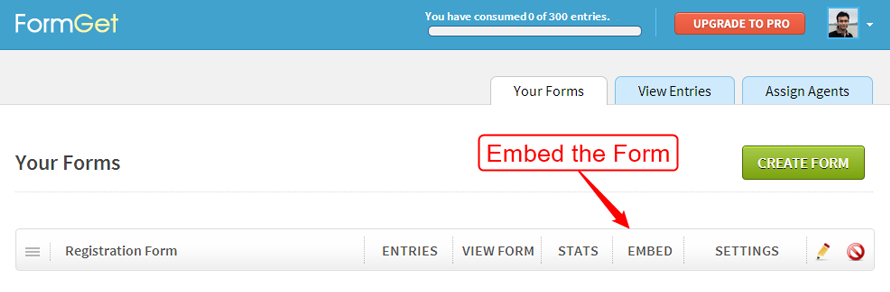 FormGet
You have consumed 0 of 300 entries.
UPGRADE TO PRO
Your Forms
View Entries
Assign Agents
Embed the Form
Your Forms
CREATE FORM
Registration Form
ENTRIES
VIEW FORM
STATS
EMBED
SETTINGS